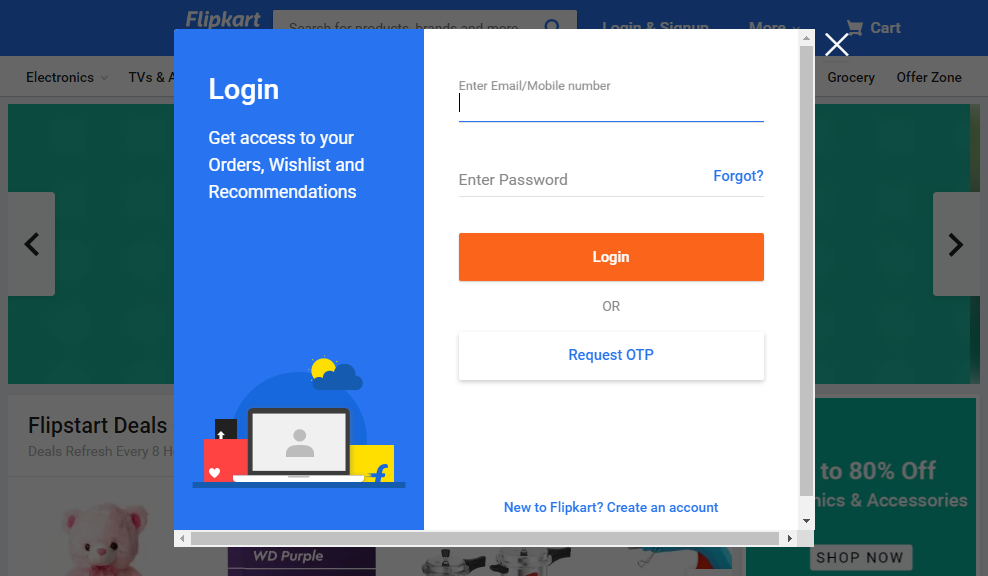 Flipkart
Search for products, brands and more
Login & Signup
More
Cart
Electronics
TVs & A
Grocery
Offer Zone
Login
Get access to your
Orders, Wishlist and
Recommendations
Enter Email/Mobile number
Enter Password
Forgot?
Login
OR
Request OTP
New to Flipkart? Create an account
Flipstart Deals
Deals Refresh Every 8 H
to 80% Off
nics & Accessories
SHOP NOW
WD Purple